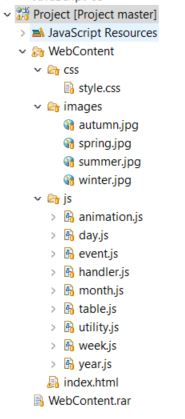 Project [Project master]
JavaScript Resources
WebContent
css
style.css
images
autumn.jpg
spring.jpg
summer.jpg
winter.jpg
js
animation.js
day.js
event.js
handler.js
month.js
table.js
utility.js
week.js
year.js
index.html
WebContent.rar